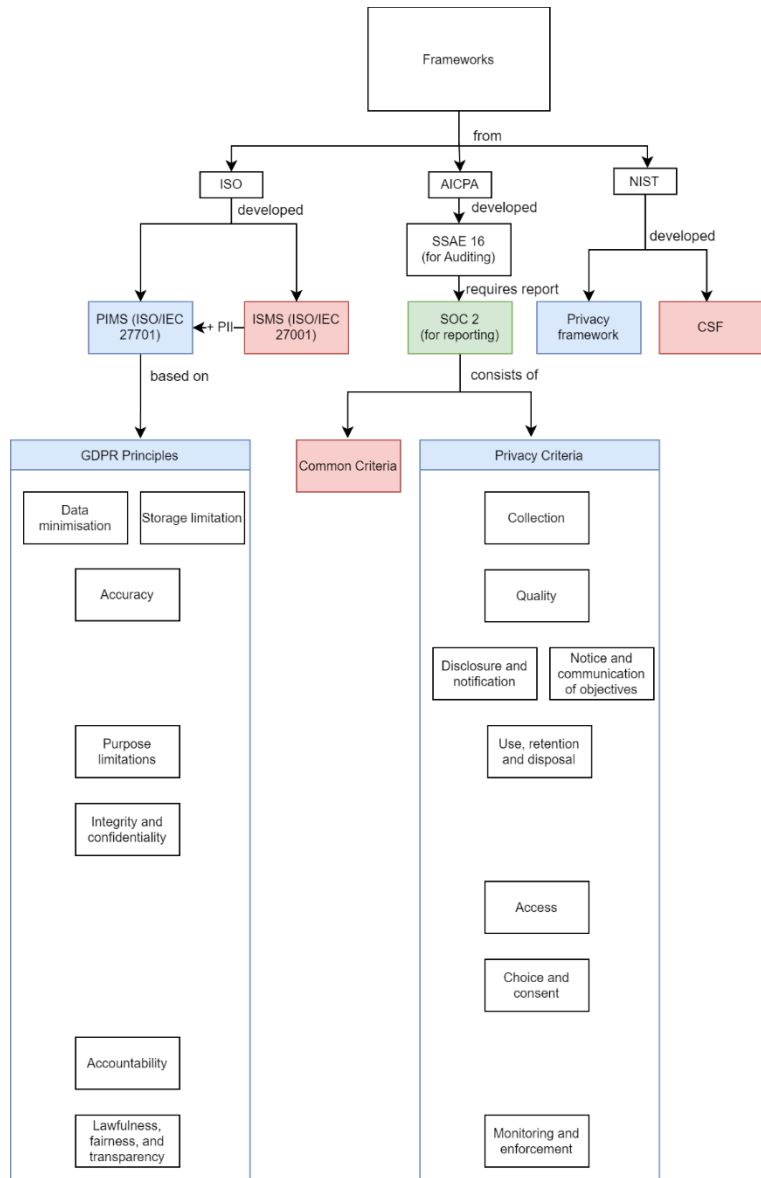 Frameworks
from
ISO
AICPA
NIST
developed
developed
developed
SSAE 16
(for Auditing)
requires report
PIMS (ISO/IEC
27701)
+ PII
ISMS (ISO/IEC
27001)
SOC 2
(for reporting)
Privacy
framework
CSF
based on
consists of
GDPR Principles
Common Criteria
Privacy Criteria
Data
minimisation
Storage limitation
Collection
Accuracy
Quality
Disclosure and
notification
Notice and
communication
of objectives
Purpose
limitations
Use, retention
and disposal
Integrity and
confidentiality
Access
Choice and
consent
Accountability
Lawfulness,
fairness, and
transparency
Monitoring and
enforcement